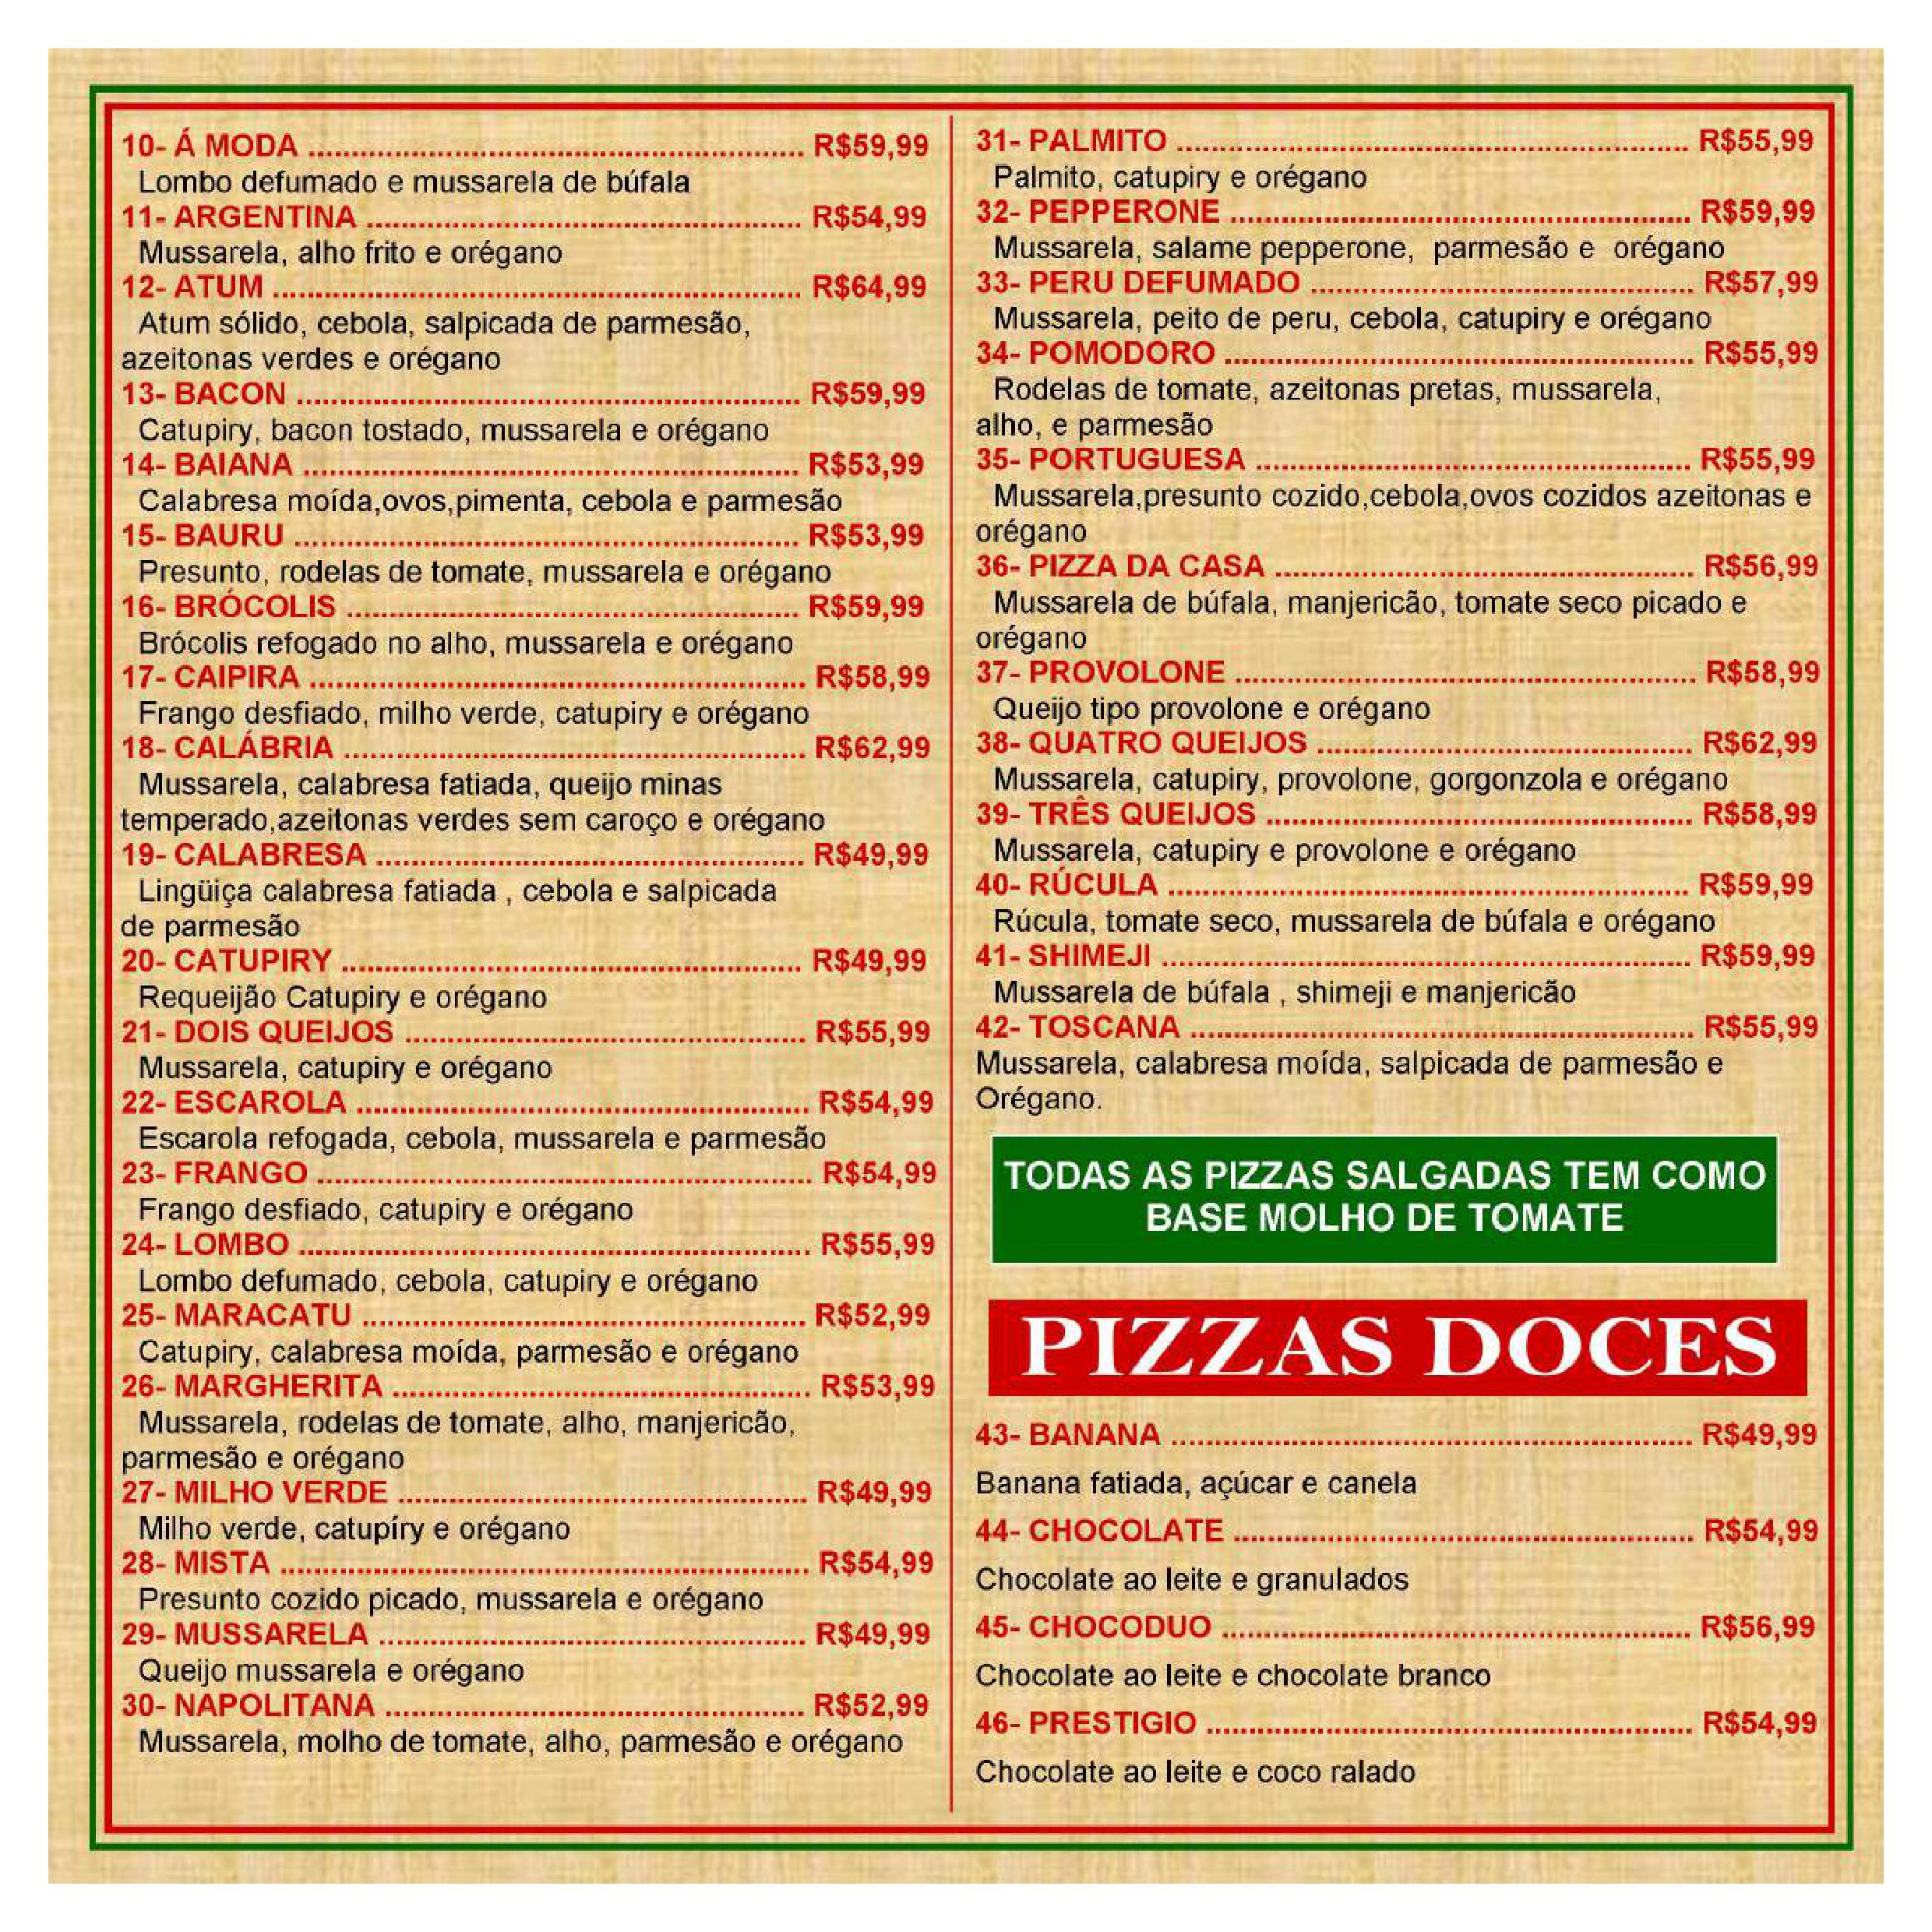 10- Á MODA ........................................................ R$59,99
Lombo defumado e mussarela de búfala
11- ARGENTINA ................................................. R$54,99
Mussarela, alho frito e orégano
12- ATUM ............................................................ R$64,99
Atum sólido, cebola, salpicada de parmesão,
azeitonas verdes e orégano
13- BACON ......................................................... R$59,99
Catupiry, bacon tostado, mussarela e orégano
14- BAIANA ........................................................ R$53,99
Calabresa moída,ovos,pimenta, cebola e parmesão
15- BAURU ......................................................... R$53,99
Presunto, rodelas de tomate, mussarela e orégano
16- BRÓCOLIS ................................................... R$59,99
Brócolis refogado no alho, mussarela e orégano
17- CAIPIRA ........................................................ R$58,99
Frango desfiado, milho verde, catupiry e orégano
18- CALÁBRIA .................................................... R$62,99
Mussarela, calabresa fatiada, queijo minas
temperado,azeitonas verdes sem caroço e orégano
19- CALABRESA ................................................ R$49,99
Lingüiça calabresa fatiada , cebola e salpicada
de parmesão
20- CATUPIRY .................................................... R$49,99
Requeijão Catupiry e orégano
21- DOIS QUEIJOS ............................................. R$55,99
Mussarela, catupiry e orégano
22- ESCAROLA ................................................... R$54,99
Escarola refogada, cebola, mussarela e parmesão
23- FRANGO ........................................................ R$54,99
Frango desfiado, catupiry e orégano
24- LOMBO .......................................................... R$55,99
Lombo defumado, cebola, catupiry e orégano
25- MARACATU .................................................. R$52,99
Catupiry, calabresa moída, parmesão e orégano
26- MARGHERITA ............................................... R$53,99
Mussarela, rodelas de tomate, alho, manjericão,
parmesão e orégano
27- MILHO VERDE .............................................. R$49,99
Milho verde, catupíry e orégano
28- MISTA ............................................................ R$54,99
Presunto cozido picado, mussarela e orégano
29- MUSSARELA ................................................ R$49,99
Queijo mussarela e orégano
30- NAPOLITANA ............................................... R$52,99
Mussarela, molho de tomate, alho, parmesão e orégano
31- PALMITO .......................................................... R$55,99
Palmito, catupiry e orégano
32- PEPPERONE .................................................... R$59,99
Mussarela, salame pepperone, parmesão e orégano
33- PERU DEFUMADO ........................................... R$57,99
Mussarela, peito de peru, cebola, catupiry e orégano
34- POMODORO ..................................................... R$55,99
Rodelas de tomate, azeitonas pretas, mussarela,
alho, e parmesão
35- PORTUGUESA ................................................. R$55,99
Mussarela,presunto cozido,cebola,ovos cozidos azeitonas e
orégano
36- PIZZA DA CASA ............................................... R$56,99
Mussarela de búfala, manjericão, tomate seco picado e
orégano
37- PROVOLONE .................................................... R$58,99
Queijo tipo provolone e orégano
38- QUATRO QUEIJOS .......................................... R$62,99
Mussarela, catupiry, provolone, gorgonzola e orégano
39- TRÊS QUEIJOS ................................................ R$58,99
Mussarela, catupiry e provolone e orégano
40- RÚCULA ........................................................... R$59,99
Rúcula, tomate seco, mussarela de búfala e orégano
41- SHIMEJI ............................................................ R$59,99
Mussarela de búfala , shimeji e manjericão
42- TOSCANA ......................................................... R$55,99
Mussarela, calabresa moída, salpicada de parmesão e
Orégano.
TODAS AS PIZZAS SALGADAS TEM COMO
BASE MOLHO DE TOMATE
PIZZAS DOCES
43- BANANA ........................................................... R$49,99
Banana fatiada, açúcar e canela
44- CHOCOLATE .................................................... R$54,99
Chocolate ao leite e granulados
45- CHOCODUO ..................................................... R$56,99
Chocolate ao leite e chocolate branco
46- PRESTIGIO ....................................................... R$54,99
Chocolate ao leite e coco ralado